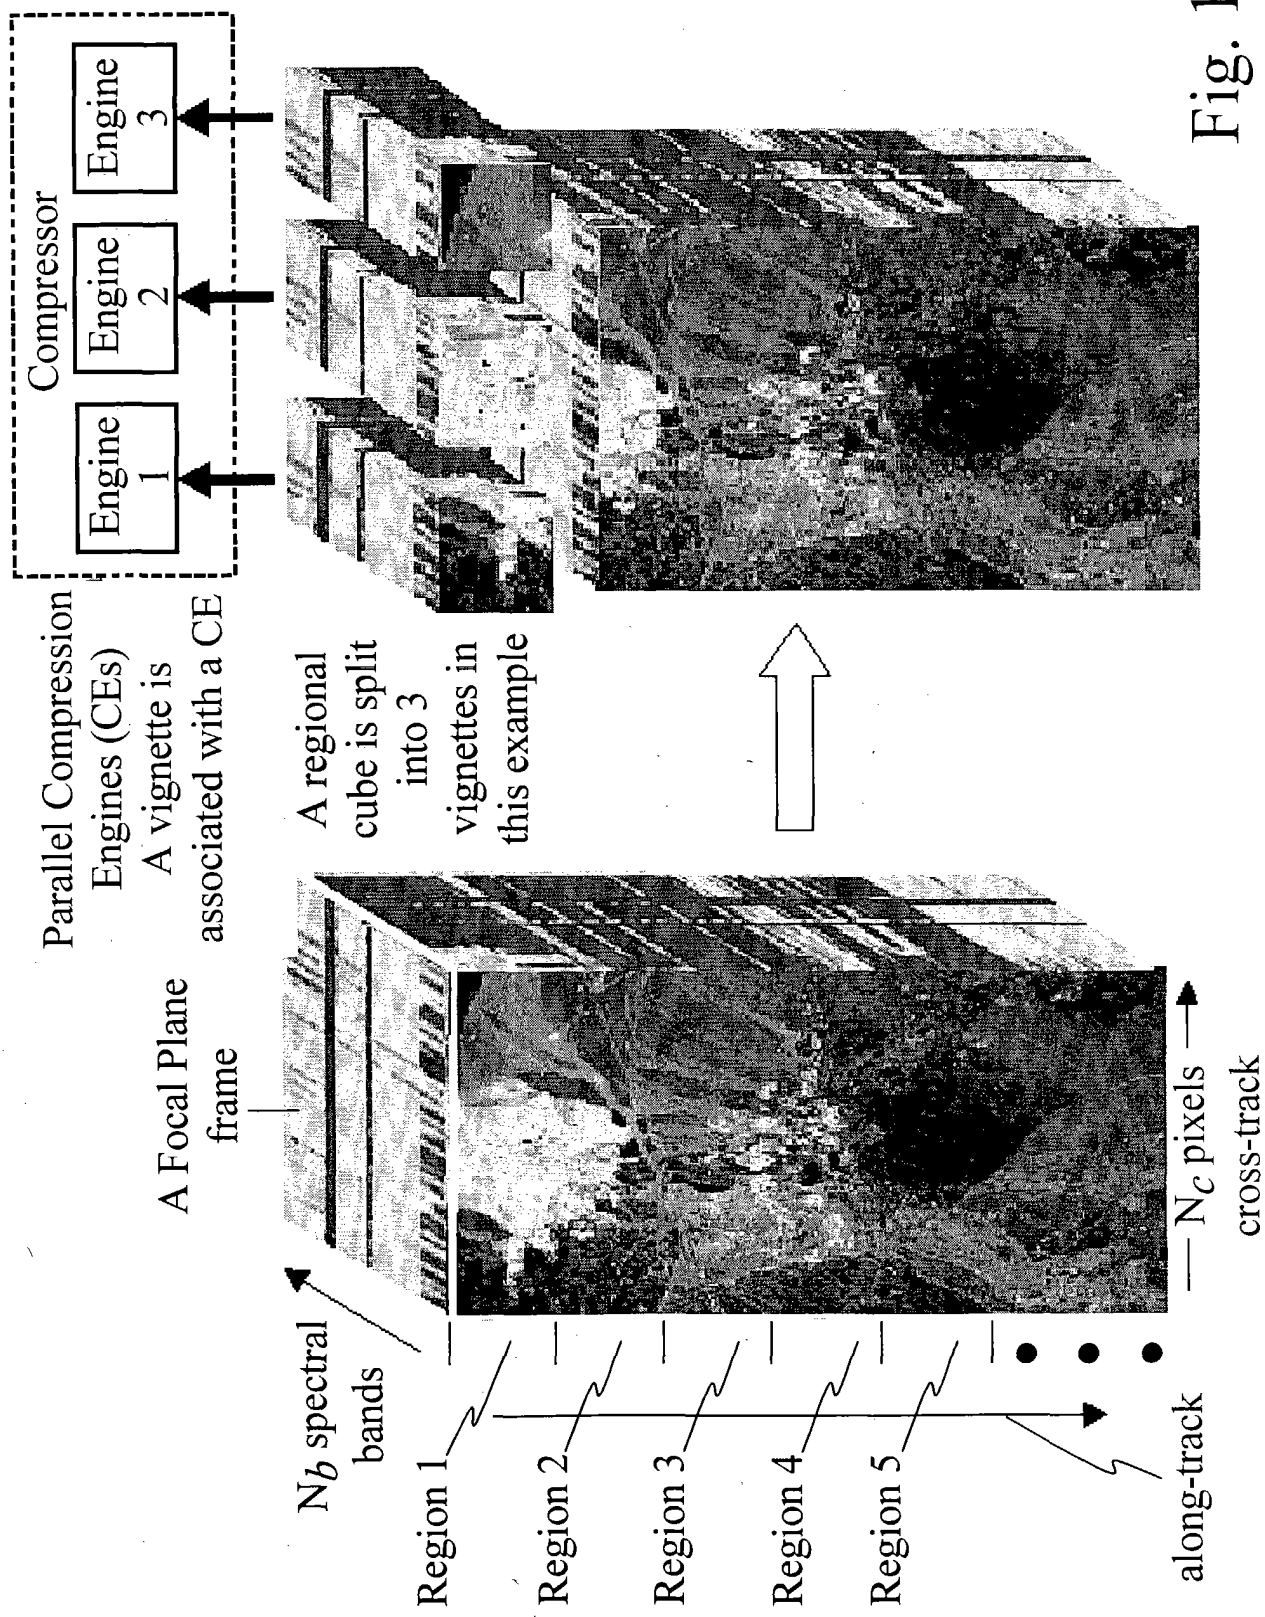 Parallel Compression
Engines (CEs)
A vignette is
associated with a CE
Compressor
Engine
1
Engine
2
Engine
3
A Focal Plane
frame
A regional
cube is split
into 3
vignettes in
this example
Nb spectral
bands
Region 1
Region 2
Region 3
Region 4
Region 5
along-track
Nc pixels
cross-track
Fig. 1